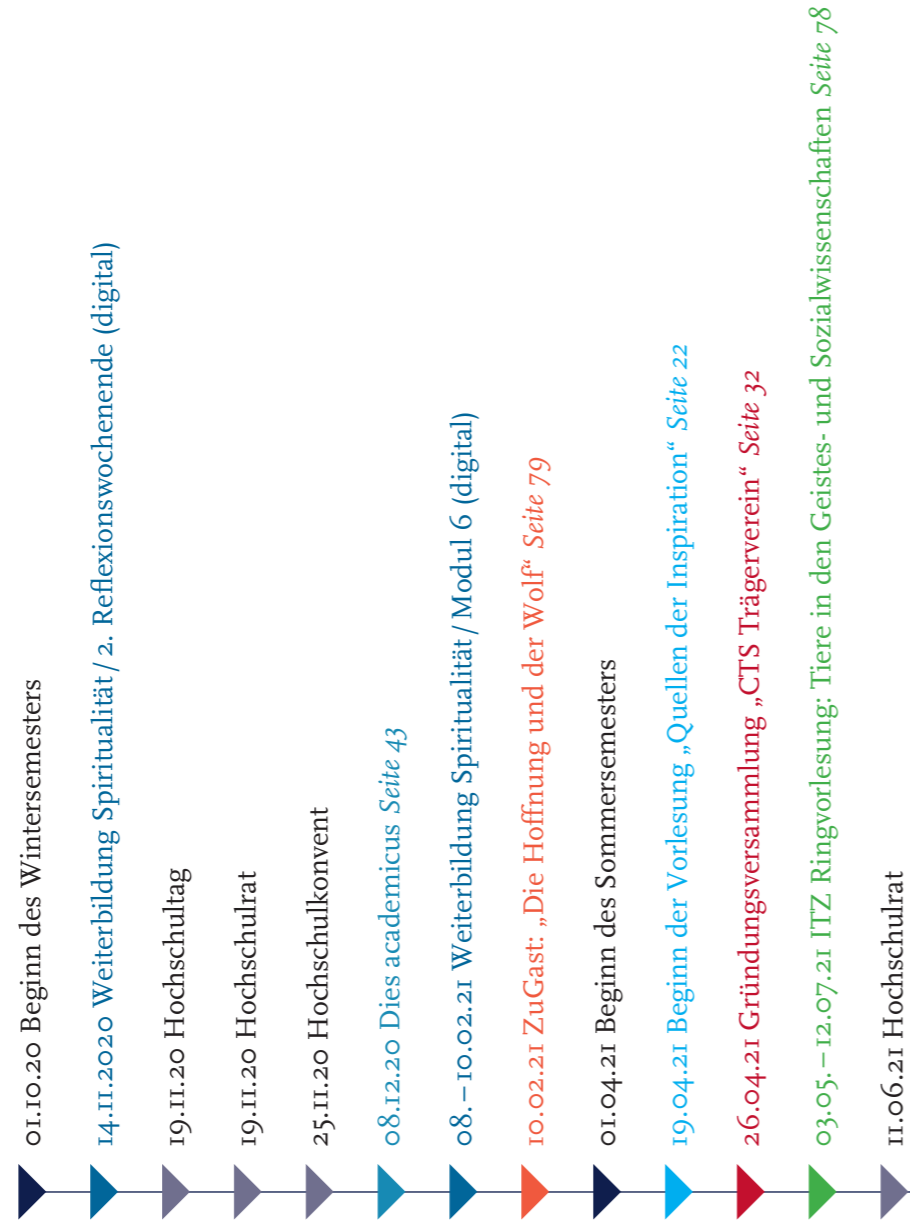 01.10.20 Beginn des Wintersemesters
14.11.2020 Weiterbildung Spiritualität / 2. Reflexionswochenende (digital)
19.11.20 Hochschultag
19.11.20 Hochschulrat
25.11.20 Hochschulkonvent
08.12.20 Dies academicus Seite 43
08. – 10.02.21 Weiterbildung Spiritualität / Modul 6 (digital)
10.02.21 ZuGast: „Die Hoffnung und der Wolf“ Seite 79
01.04.21 Beginn des Sommersemesters
19.04.21 Beginn der Vorlesung „Quellen der Inspiration“ Seite 22
26.04.21 Gründungsversammlung „CTS Trägerverein“ Seite 32
03.05. – 12.07.21 ITZ Ringvorlesung: Tiere in den Geistes- und Sozialwissenschaften Seite 78
11.06.21 Hochschulrat